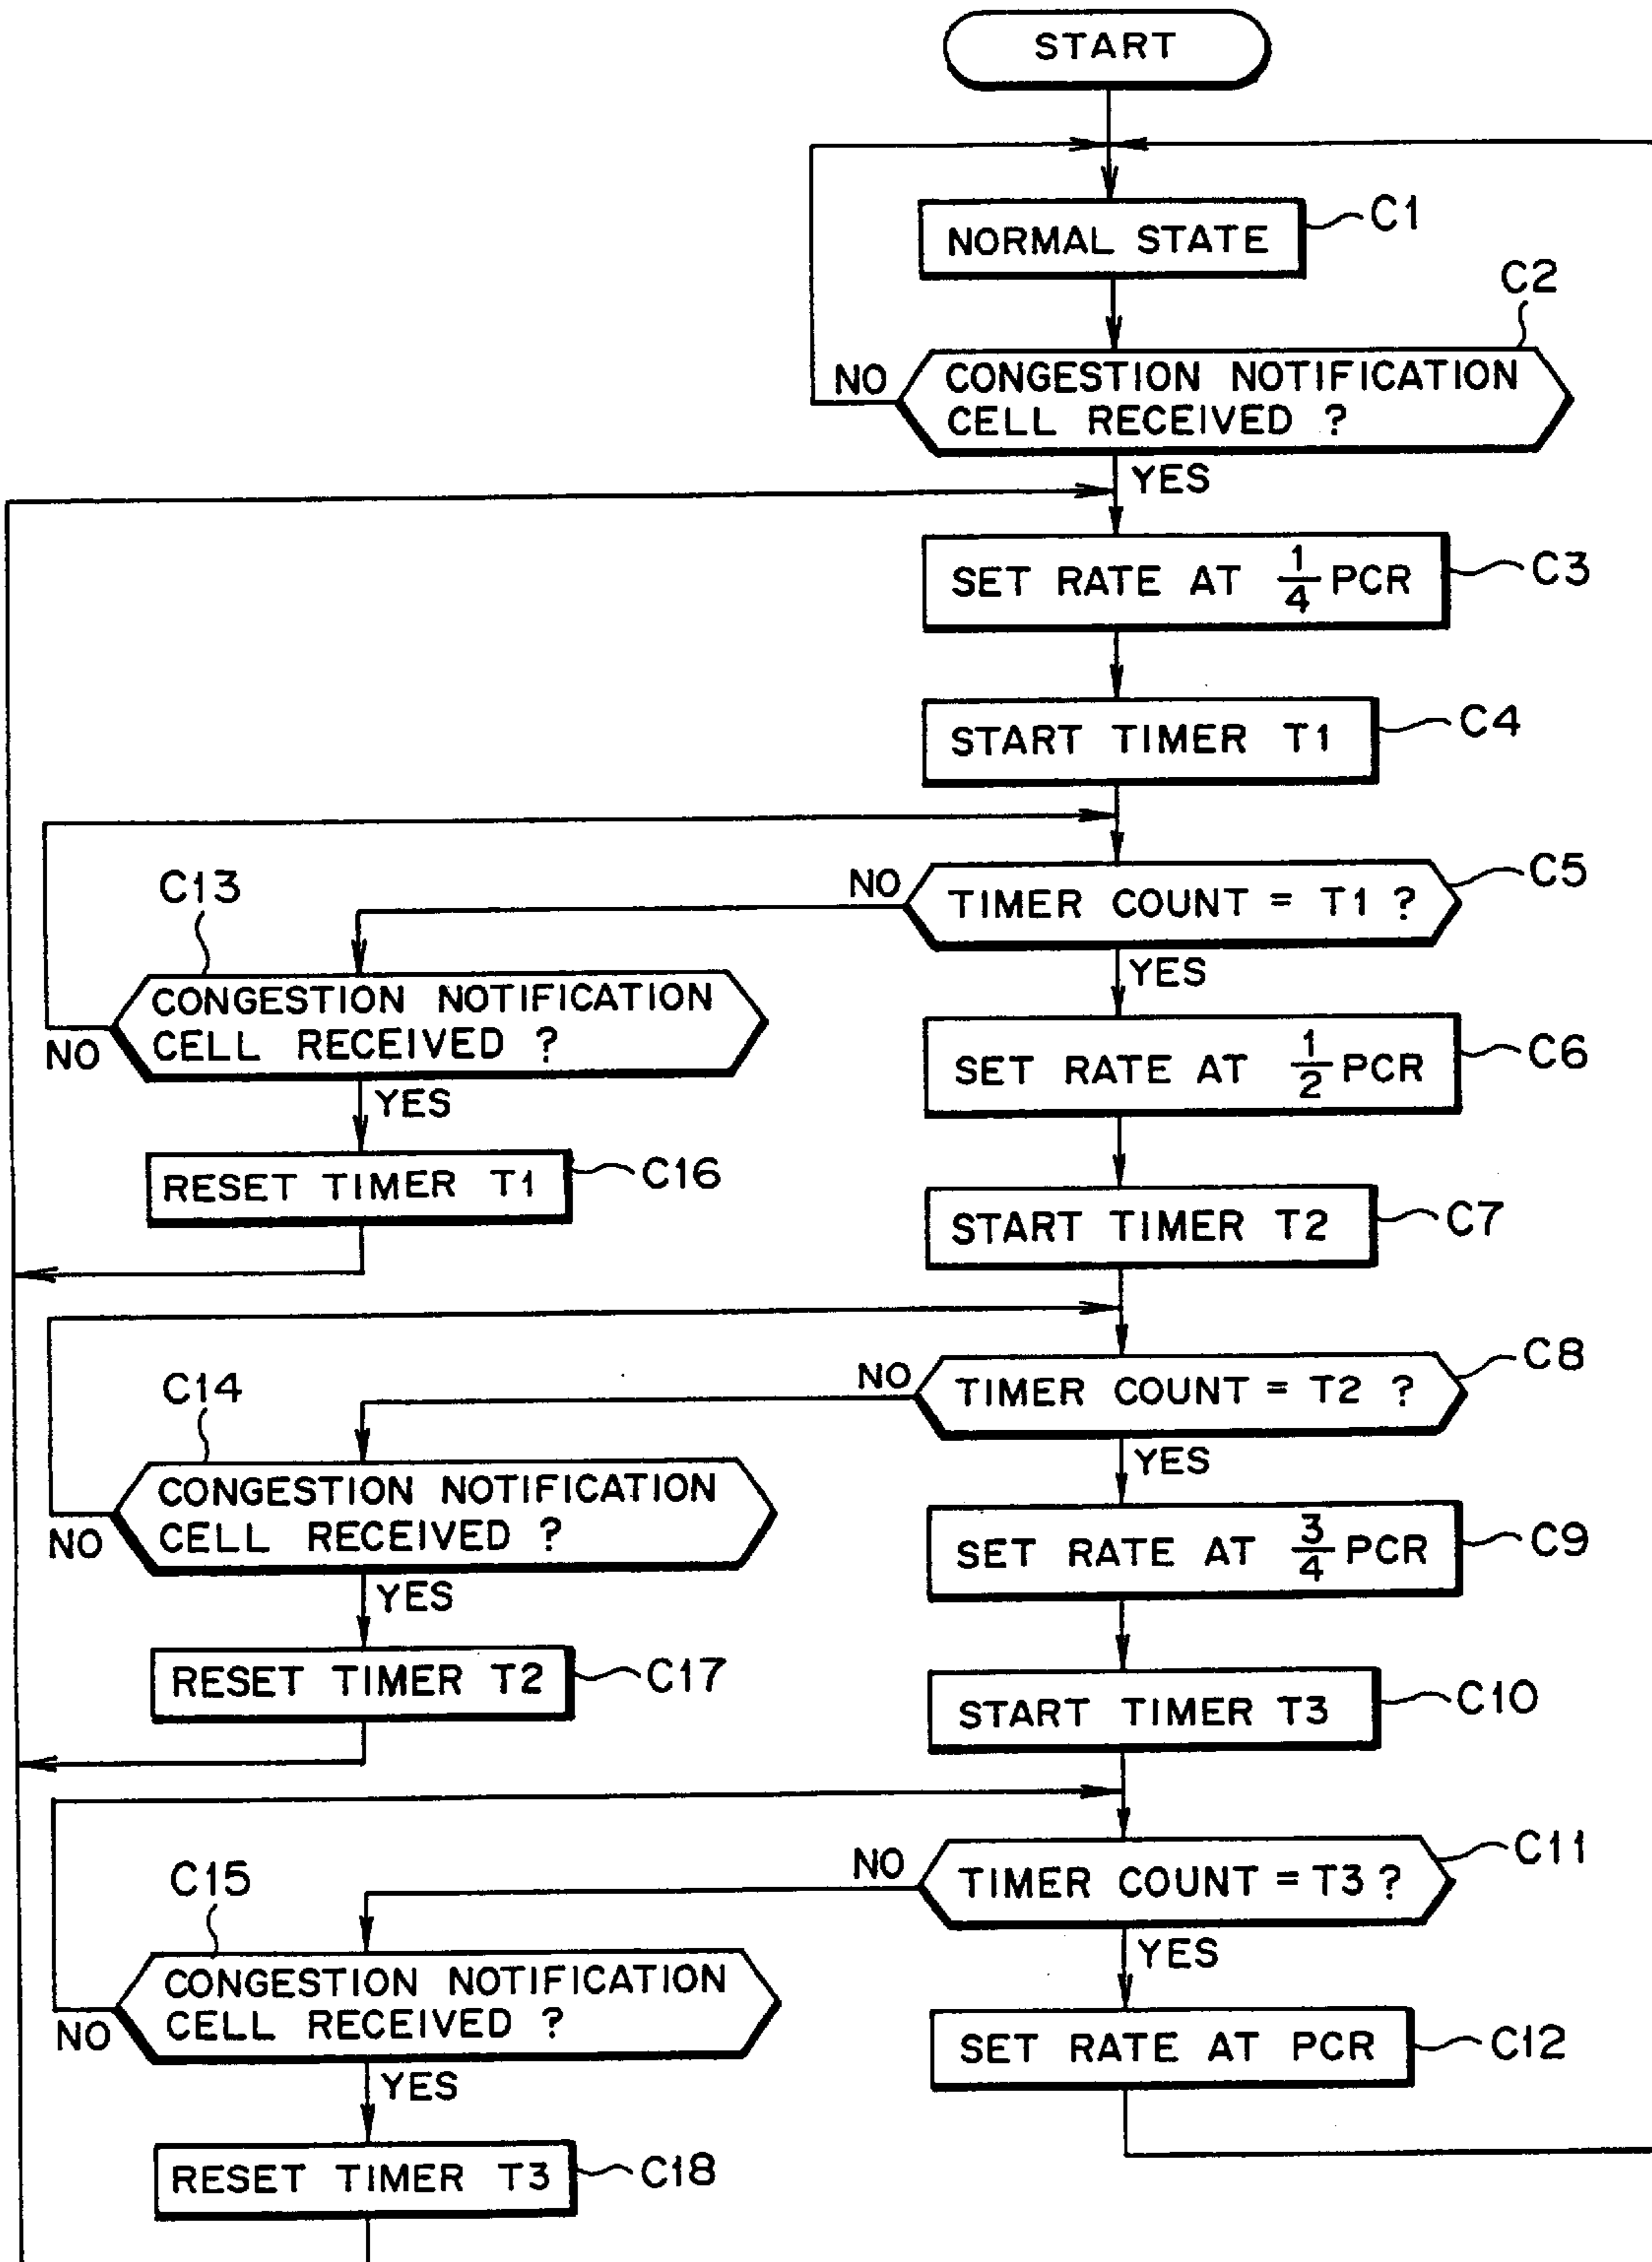 START
NORMAL STATE
C1
C2
NO
CONGESTION NOTIFICATION
CELL RECEIVED ?
YES
SET RATE AT 1/4 PCR
C3
START TIMER T1
C4
C13
NO
TIMER COUNT = T1 ?
C5
YES
CONGESTION NOTIFICATION
CELL RECEIVED ?
NO
SET RATE AT 1/2 PCR
C6
YES
RESET TIMER T1
C16
START TIMER T2
C7
C14
NO
TIMER COUNT = T2 ?
C8
YES
CONGESTION NOTIFICATION
CELL RECEIVED ?
NO
SET RATE AT 3/4 PCR
C9
YES
RESET TIMER T2
C17
START TIMER T3
C10
C15
NO
TIMER COUNT = T3 ?
C11
YES
CONGESTION NOTIFICATION
CELL RECEIVED ?
NO
SET RATE AT PCR
C12
YES
RESET TIMER T3
C18